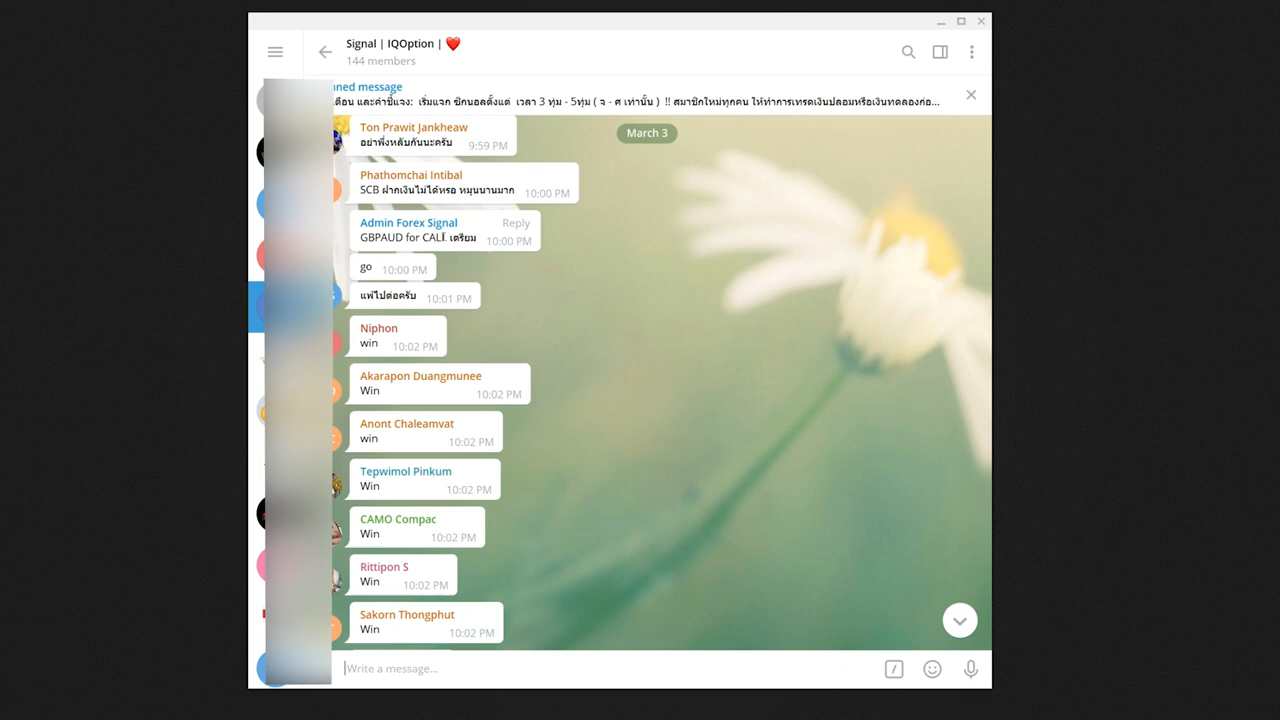 Signal | IQOption | ❤️
144 members
ned message
เดือน และคำชี้แจง: เริ่มแจก ซิกนอลตั้งแต่ เวลา 3 ทุ่ม - 5ทุ่ม ( จ - ศ เท่านั้น ) !! สมาชิกใหม่ทุกคน ให้ทำการเทรดเงินปลอมหรือเงินทดลองก่อ...
March 3
Ton Prawit Jankheaw
อย่าพึ่งหลับกันนะครับ 9:59 PM
Phathomchai Intibal
SCB ฝากเงินไม่ได้หรอ หมุนนานมาก 10:00 PM
Admin Forex Signal Reply
GBPAUD for CALL เตรียม 10:00 PM
go 10:00 PM
แพ้ไปต่อครับ 10:01 PM
Niphon
win 10:02 PM
Akarapon Duangmunee
Win 10:02 PM
Anont Chaleamvat
win 10:02 PM
Tepwimol Pinkum
Win 10:02 PM
CAMO Compac
Win 10:02 PM
Rittipon S
Win 10:02 PM
Sakorn Thongphut
Win 10:02 PM
Write a message...